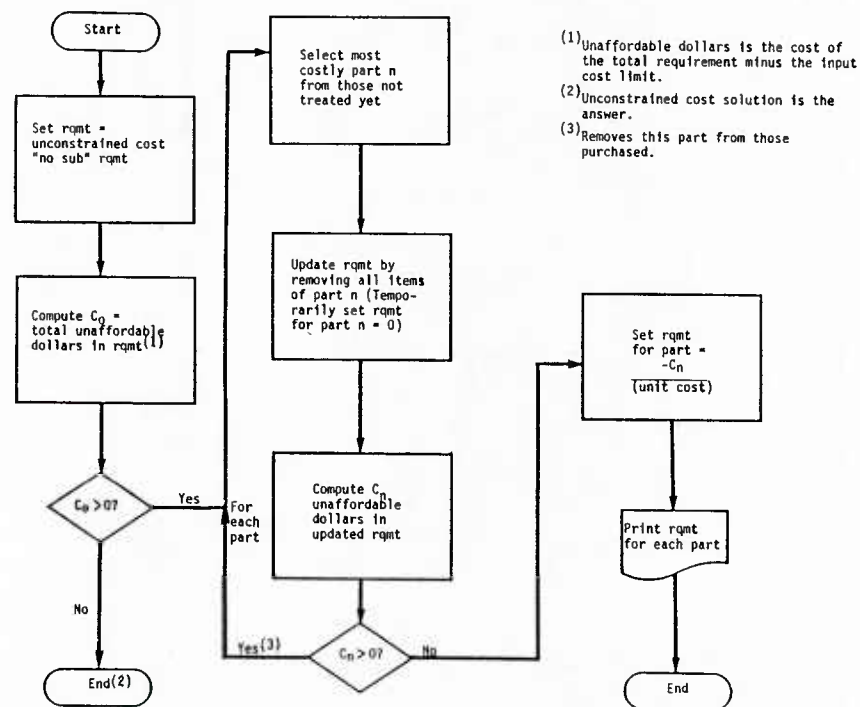 Start
Set rqmt =
unconstrained cost
"no sub" rqmt
Compute C0 =
total unaffordable
dollars in rqmt(1)
C0 > 0?
Yes
No
End(2)
For
each
part
Select most
costly part n
from those not
treated yet
Update rqmt by
removing all items
of part n (Tempo-
rarily set rqmt
for part n = 0)
Compute Cn
unaffordable
dollars in
updated rqmt
Cn > 0?
Yes(3)
No
Set rqmt
for part =
-Cn
(unit cost)
Print rqmt
for each part
End
(1)Unaffordable dollars is the cost of
the total requirement minus the input
cost limit.
(2)Unconstrained cost solution is the
answer.
(3)Removes this part from those
purchased.